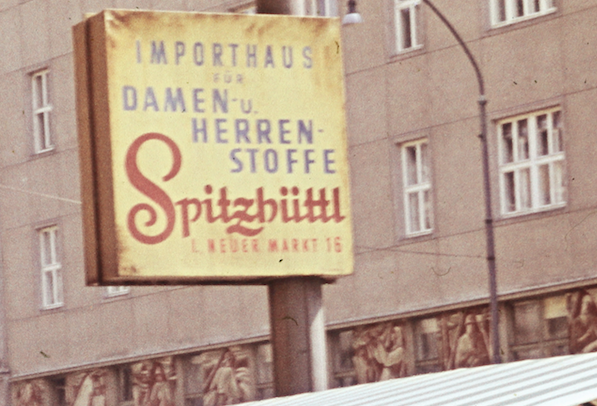 IMPORTHAUS
FÜR
DAMEN-U.
HERREN-
STOFFE
Spitzhüttl
I., NEUER MARKT 16